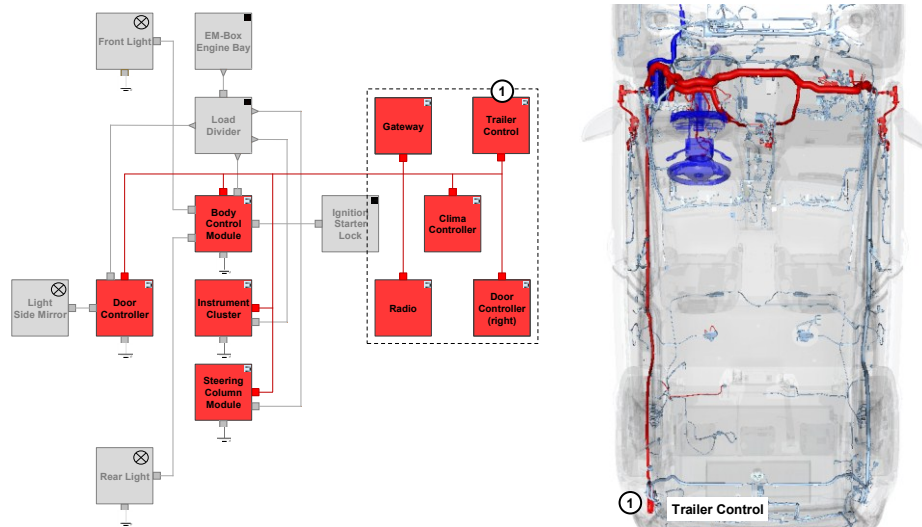 Front Light
EM-Box
Engine Bay
1
Load
Divider
Gateway
Trailer
Control
Body
Control
Module
Ignition
Starter
Lock
Clima
Controller
Light
Side Mirror
Door
Controller
Instrument
Cluster
Radio
Door
Controller
(right)
Steering
Column
Module
Rear Light
1
Trailer Control